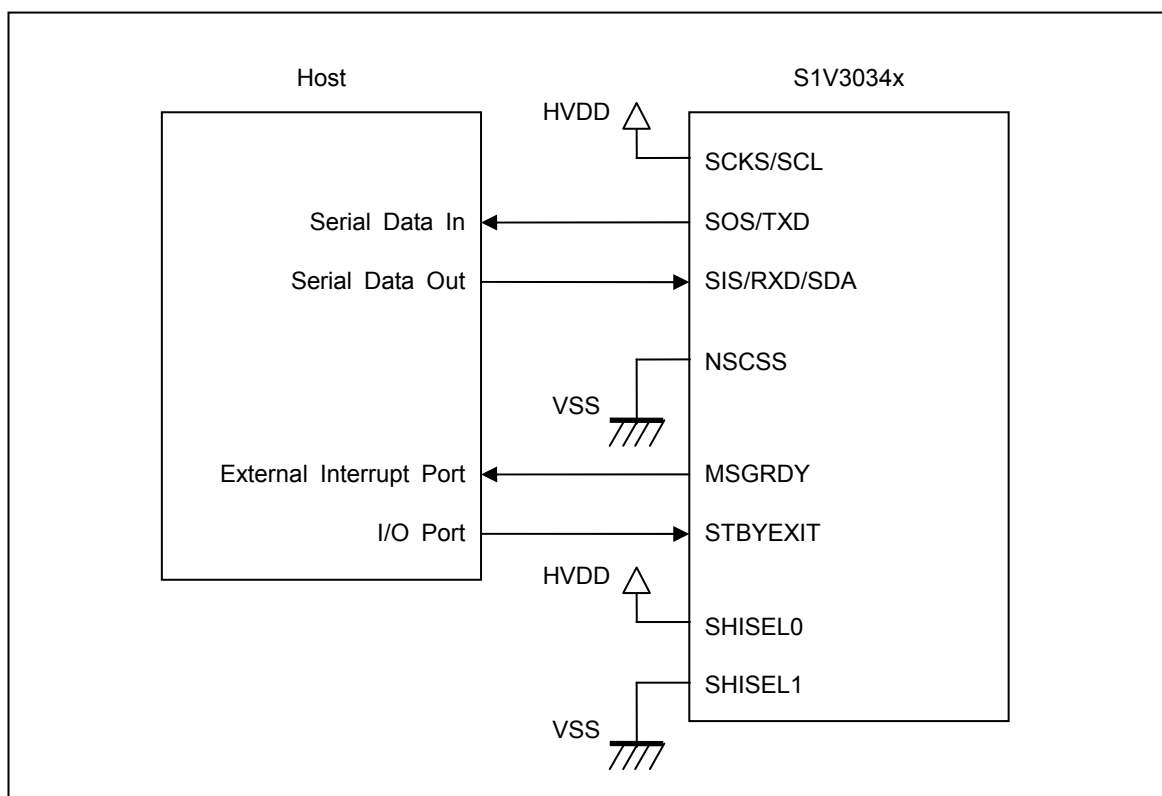 Host
S1V3034x
HVDD
SCKS/SCL
Serial Data In
SOS/TXD
Serial Data Out
SIS/RXD/SDA
NSCSS
VSS
External Interrupt Port
MSGRDY
I/O Port
STBYEXIT
HVDD
SHISEL0
SHISEL1
VSS